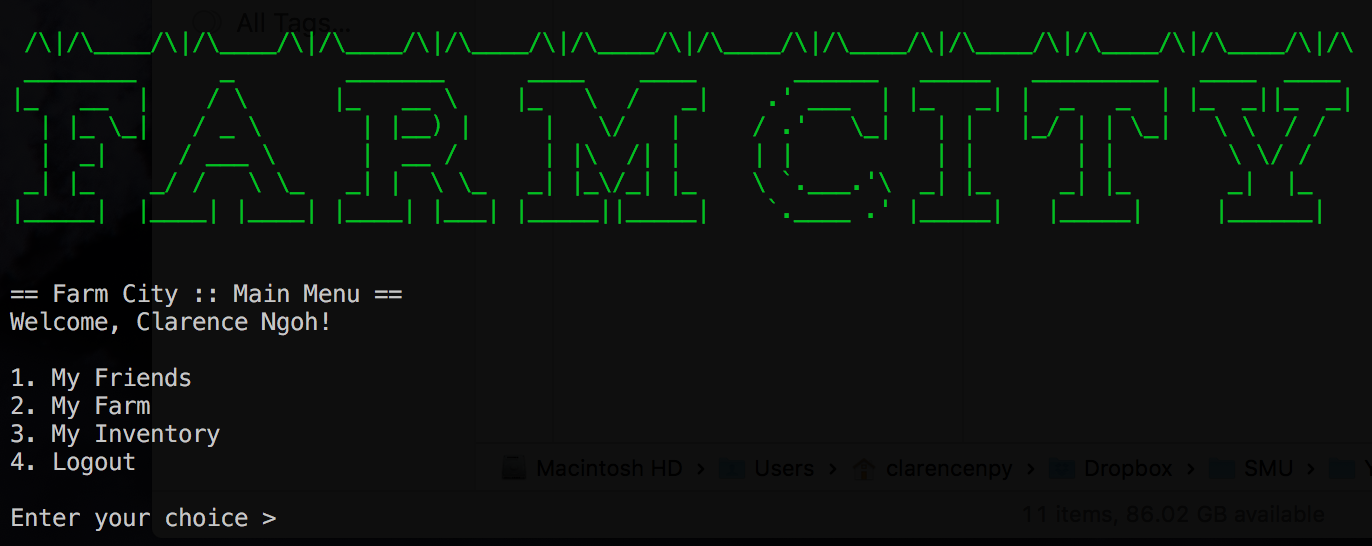 All Tags...
FARM CITY
== Farm City :: Main Menu ==
Welcome, Clarence Ngoh!
1. My Friends
2. My Farm
3. My Inventory
4. Logout
Macintosh HD › Users › clarencenpy › Dropbox › SMU ›
Enter your choice >
11 items, 86.02 GB available